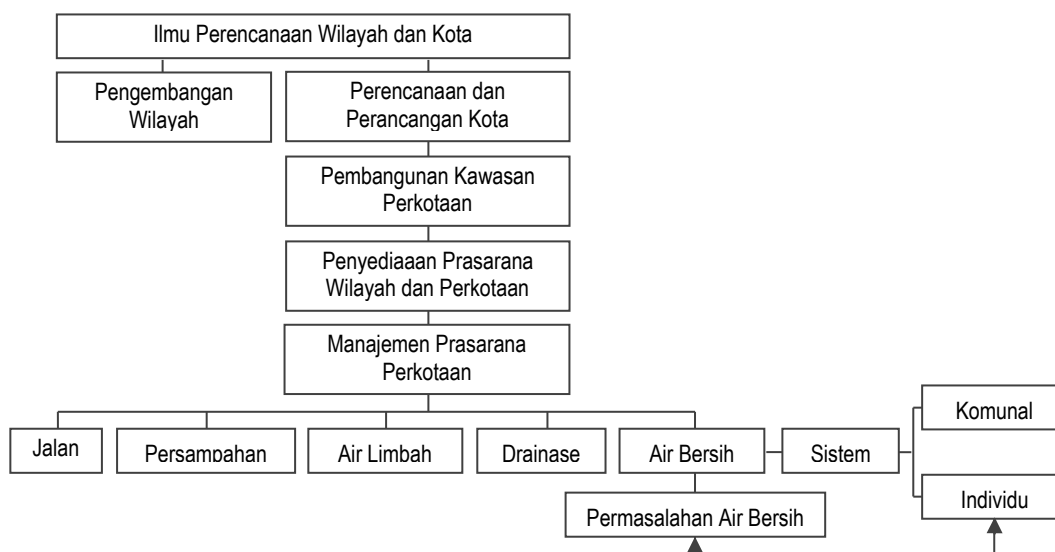 Ilmu Perencanaan Wilayah dan Kota
Pengembangan
Wilayah
Perencanaan dan
Perancangan Kota
Pembangunan Kawasan
Perkotaan
Penyediaaan Prasarana
Wilayah dan Perkotaan
Manajemen Prasarana
Perkotaan
Jalan
Persampahan
Air Limbah
Drainase
Air Bersih
Sistem
Komunal
Individu
Permasalahan Air Bersih